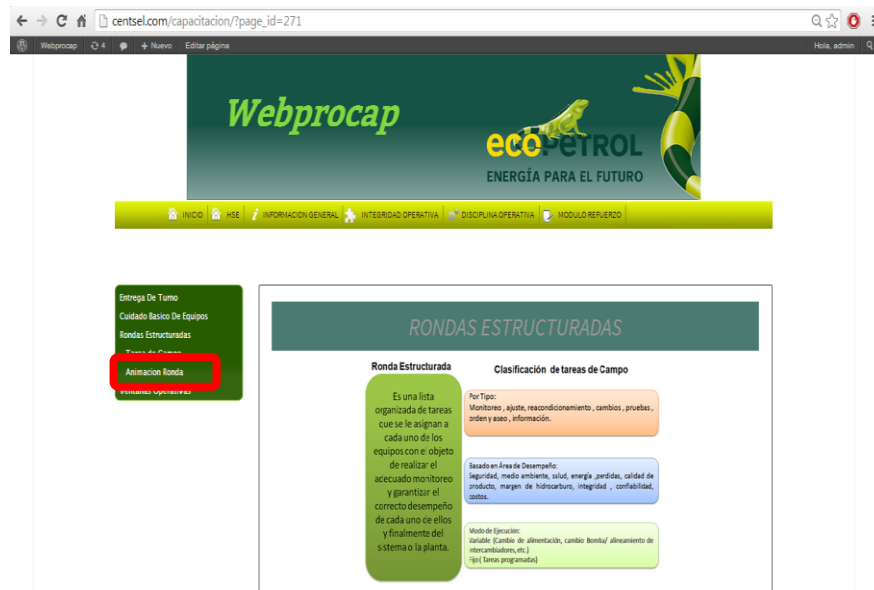 centsel.com/capacitacion/?page_id=271
Webprocap 4 + Nuevo Editar página Hola, admin
Webprocap
ecoPETROL
ENERGÍA PARA EL FUTURO
INICIO HSE INFORMACION GENERAL INTEGRIDAD OPERATIVA DISCIPLINA OPERATIVA MODULO REFUERZO
Entrega De Turno
Cuidado Basico De Equipos
Rondas Estructuradas
Tarea de Campo
Animacion Ronda
Ventanas Operativas
RONDAS ESTRUCTURADAS
Ronda Estructurada
Es una lista
organizada de tareas
que se le asignan a
cada uno de los
equipos con el objeto
de realizar el
adecuado monitoreo
y garantizar el
correcto desempeño
de cada uno de ellos
y finalmente del
sistema o la planta.
Clasificación de tareas de Campo
Por Tipo:
Monitoreo , ajuste, reacondicionamiento , cambios , pruebas ,
orden y aseo , información.
Basado en Área de Desempeño:
Seguridad, medio ambiente, salud, energía ,perdidas, calidad de
producto, margen de hidrocarburo, integridad , confiabilidad,
costos.
Modo de Ejecución:
Variable (Cambio de alimentación, cambio Bomba/ alineamiento de
intercambiadores, etc.)
Fijo ( Tareas programadas)